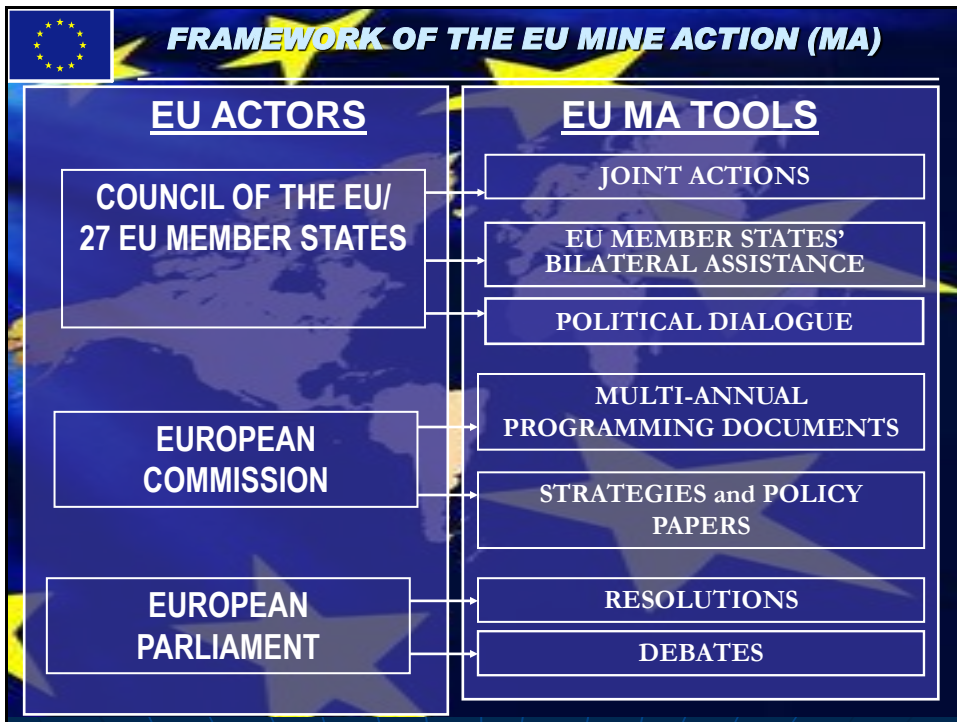 FRAMEWORK OF THE EU MINE ACTION (MA)
EU ACTORS
COUNCIL OF THE EU/
27 EU MEMBER STATES
EUROPEAN
COMMISSION
EUROPEAN
PARLIAMENT
EU MA TOOLS
JOINT ACTIONS
EU MEMBER STATES’
BILATERAL ASSISTANCE
POLITICAL DIALOGUE
MULTI-ANNUAL
PROGRAMMING DOCUMENTS
STRATEGIES and POLICY
PAPERS
RESOLUTIONS
DEBATES